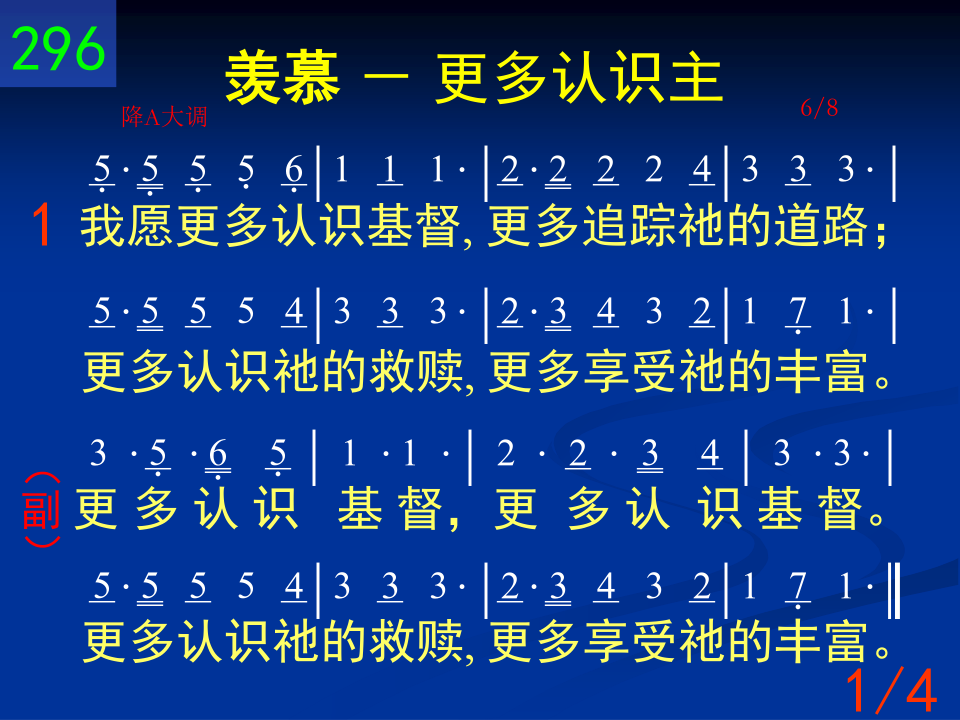 296
羡慕 － 更多认识主
降A大调
6/8
5·5 5 5 6|1 1 1·|2·2 2 2 4|3 3 3·|
1 我愿更多认识基督, 更多追踪祂的道路;
5·5 5 5 4|3 3 3·|2·3 4 3 2|1 7 1·|
更多认识祂的救赎, 更多享受祂的丰富。
3·5·6 5|1·1·|2·2·3 4|3·3·|
（副） 更多认识 基督, 更多认识基督。
5·5 5 5 4|3 3 3·|2·3 4 3 2|1 7 1·‖
更多认识祂的救赎, 更多享受祂的丰富。
1/4